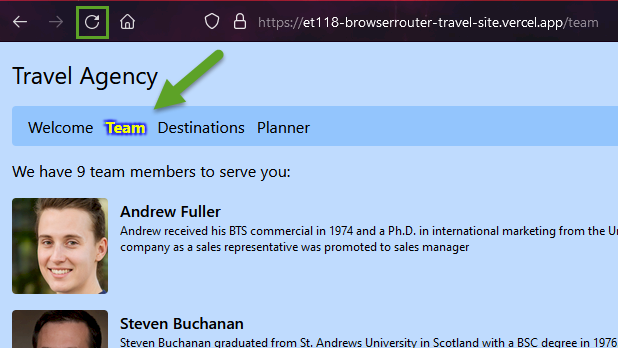 https://et118-browserrouter-travel-site.vercel.app/team
Travel Agency
Welcome Team Destinations Planner
We have 9 team members to serve you:
Andrew Fuller
Andrew received his BTS commercial in 1974 and a Ph.D. in international marketing from the
company as a sales representative was promoted to sales manager
Steven Buchanan
Steven Buchanan graduated from St. Andrews University in Scotland with a BSC degree in 1976